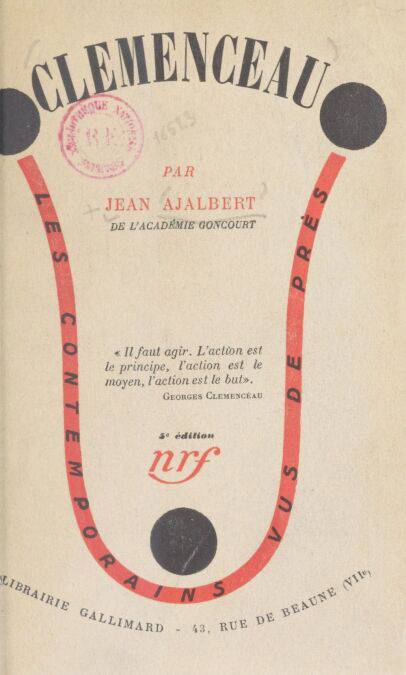 CLEMENCEAU
BIBLIOTHÈQUE NATIONALE
PAR
JEAN AJALBERT
DE L'ACADÉMIE GONCOURT
LES CONTEMPORAINS VUS DE PRÈS
« Il faut agir. L'action est
le principe, l'action est le
moyen, l'action est le but».
GEORGES CLEMENCEAU
5e édition
nrf
LIBRAIRIE GALLIMARD - 43, RUE DE BEAUNE (VIIe)